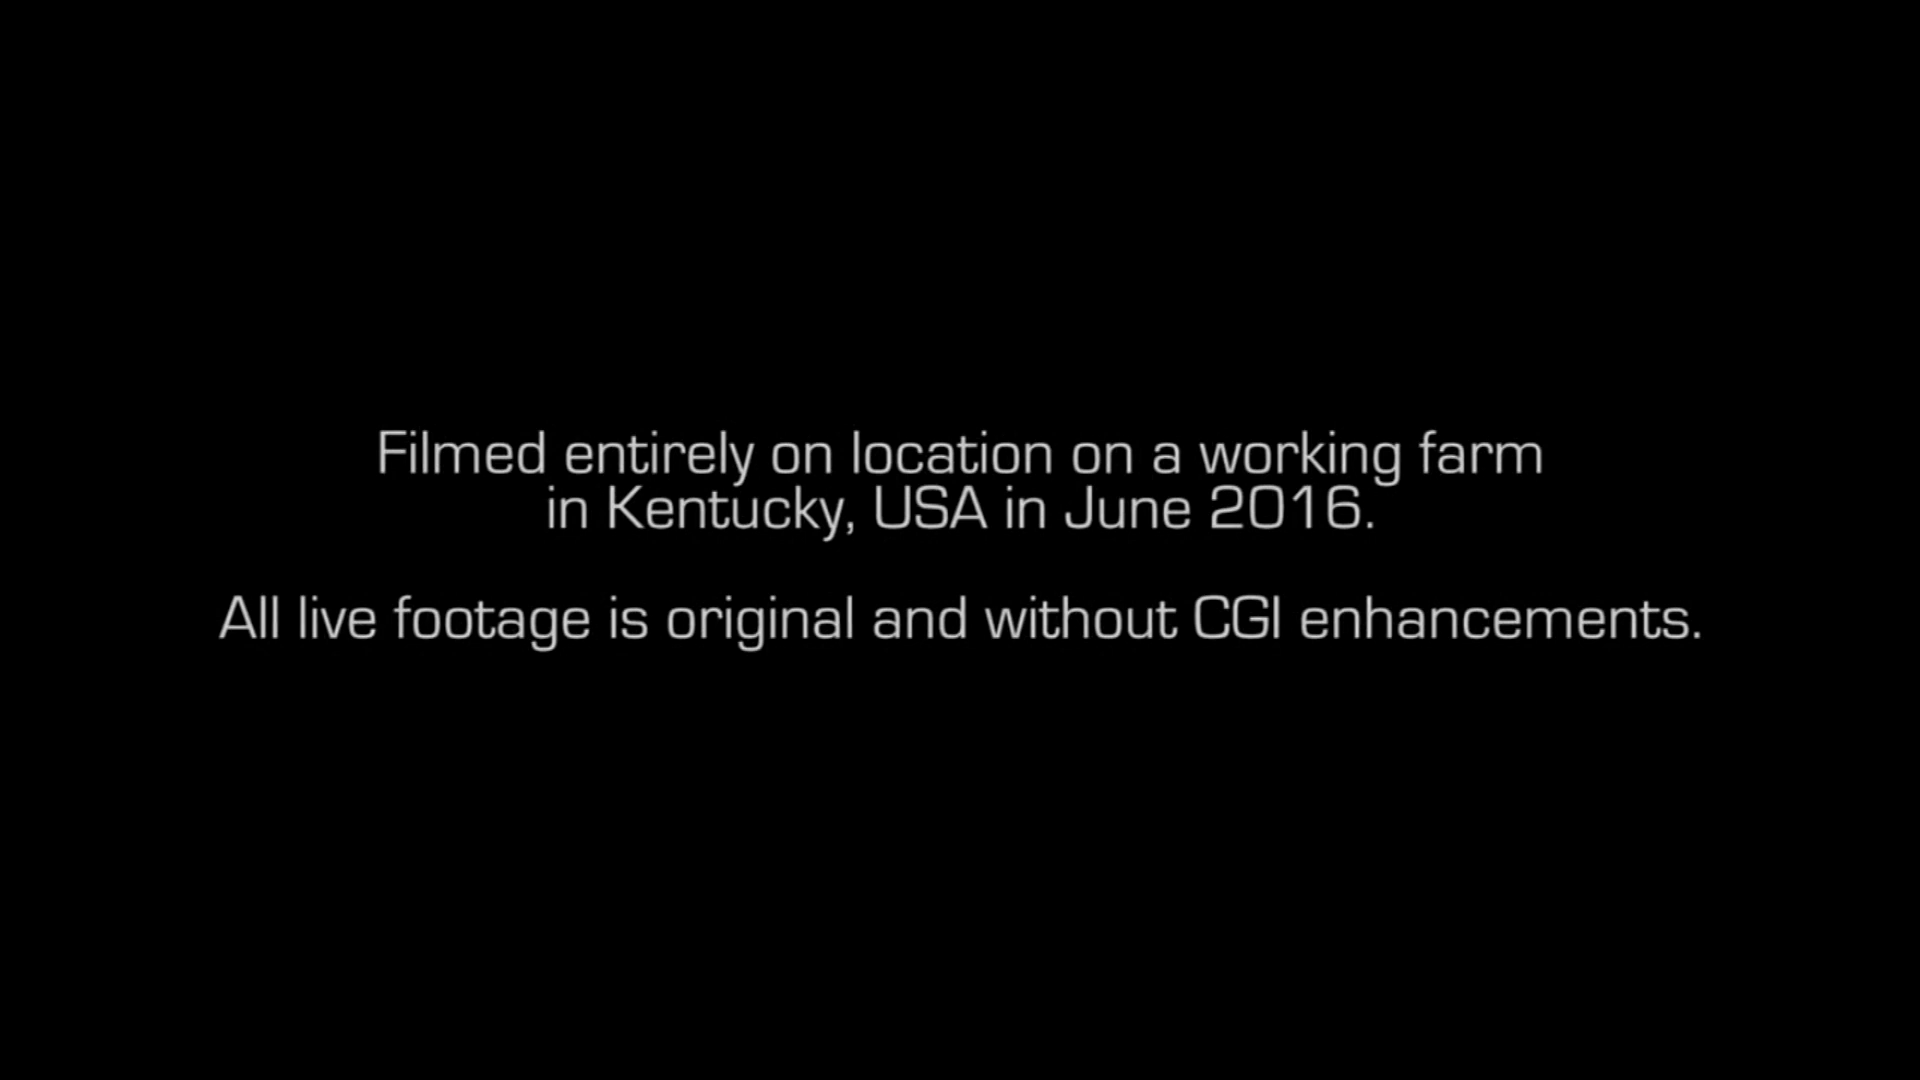 Filmed entirely on location on a working farm
in Kentucky, USA in June 2016.
All live footage is original and without CGI enhancements.